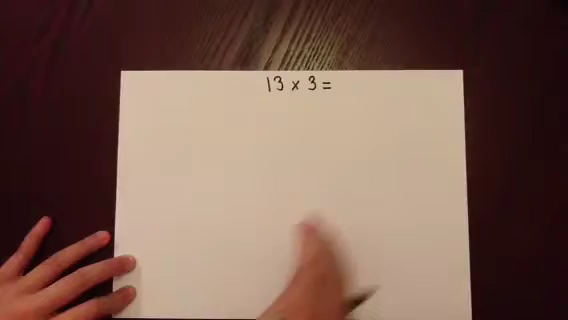 13 × 3 =